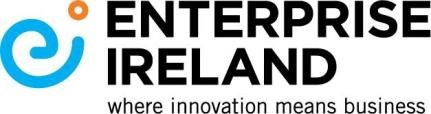 ENTERPRISE
IRELAND
where innovation means business